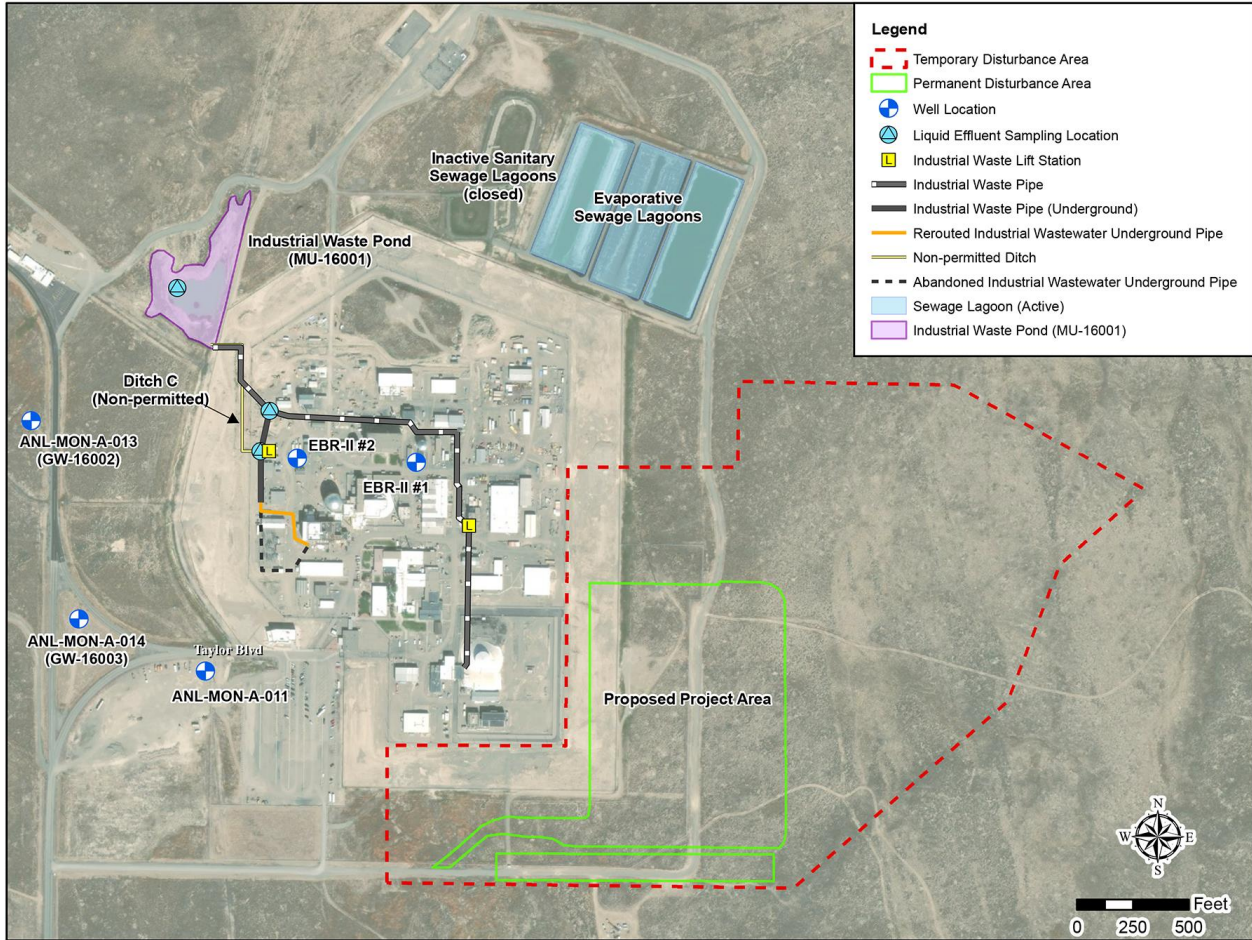 Legend
Temporary Disturbance Area
Permanent Disturbance Area
Well Location
Liquid Effluent Sampling Location
L
Industrial Waste Lift Station
Industrial Waste Pipe
Industrial Waste Pipe (Underground)
Rerouted Industrial Wastewater Underground Pipe
Non-permitted Ditch
Abandoned Industrial Wastewater Underground Pipe
Sewage Lagoon (Active)
Industrial Waste Pond (MU-16001)
Inactive Sanitary
Sewage Lagoons
(closed)
Evaporative
Sewage Lagoons
Industrial Waste Pond
(MU-16001)
Ditch C
(Non-permitted)
ANL-MON-A-013
(GW-16002)
L
EBR-II #2
EBR-II #1
L
ANL-MON-A-014
(GW-16003)
Taylor Blvd
ANL-MON-A-011
Proposed Project Area
N
W
E
S
Feet
0
250
500